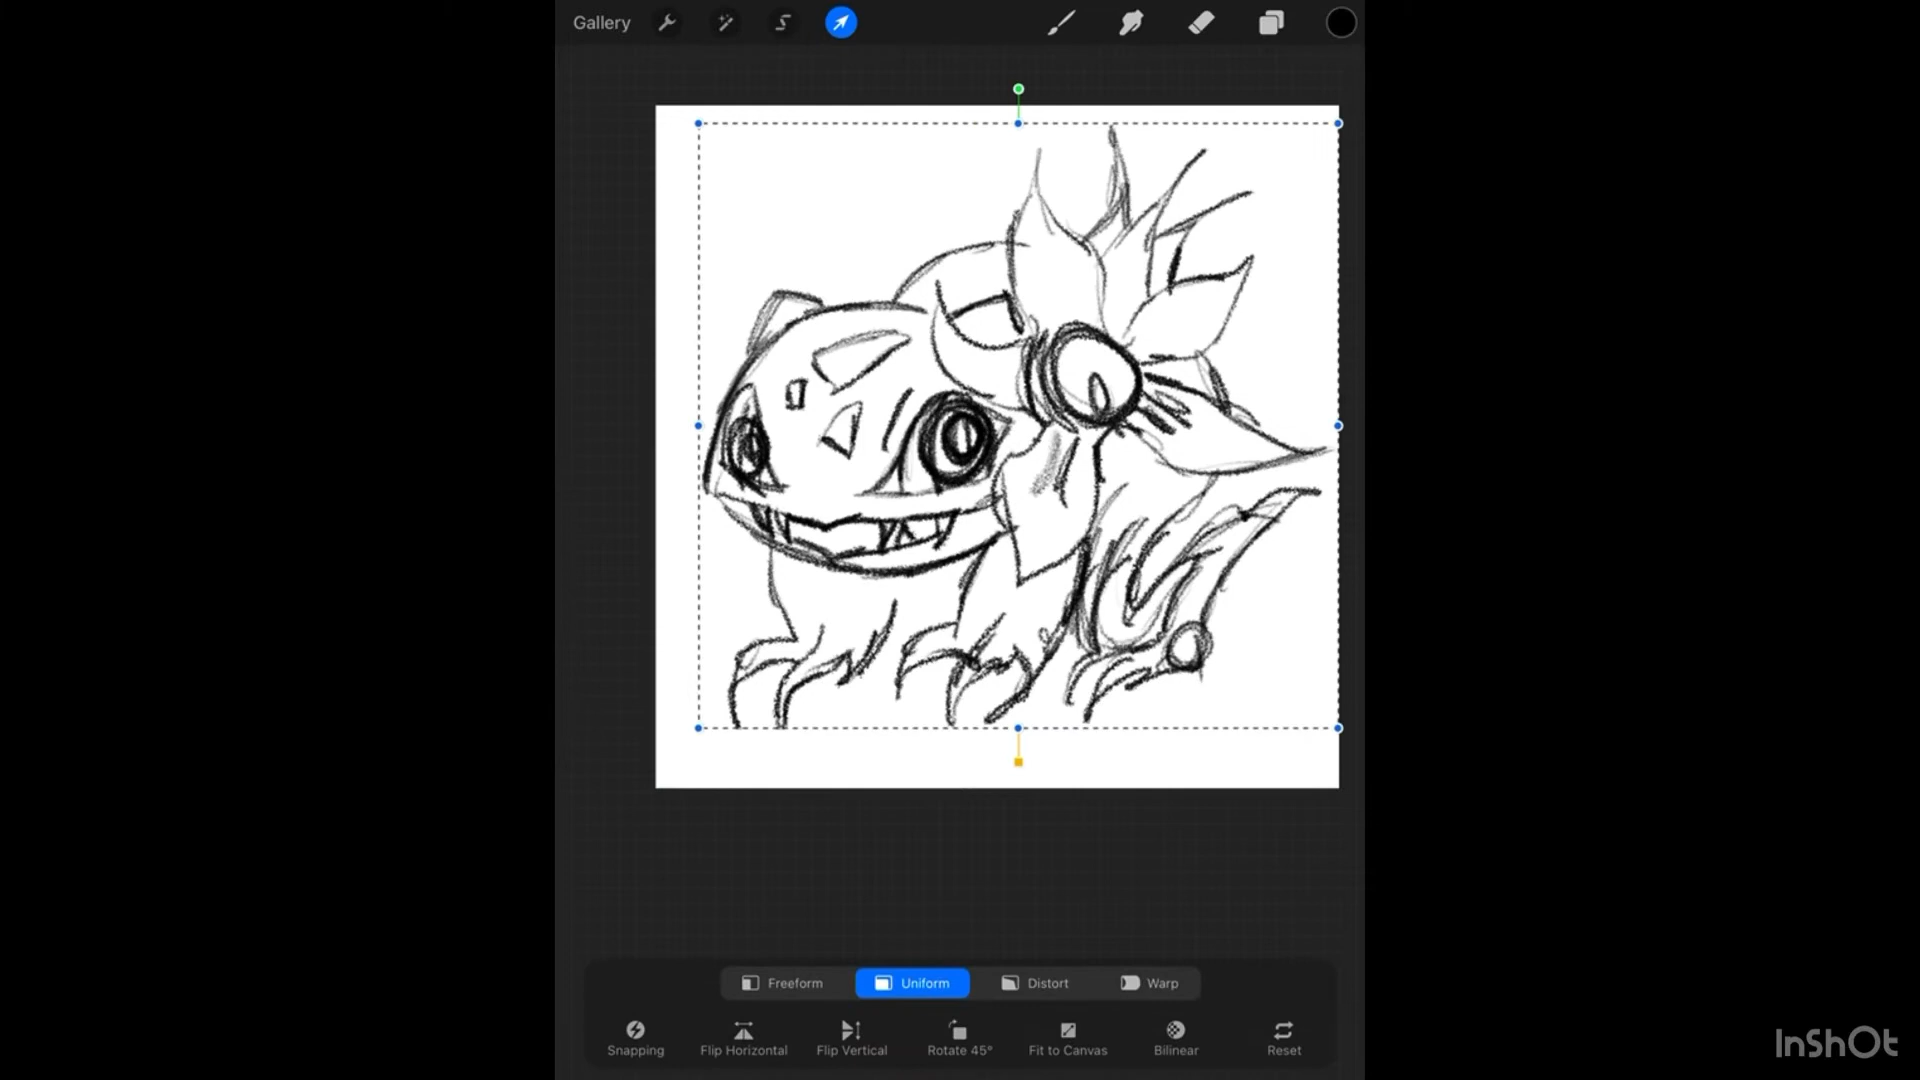 Gallery
Freeform Uniform Distort Warp
Snapping Flip Horizontal Flip Vertical Rotate 45° Fit to Canvas Bilinear Reset
InShOt